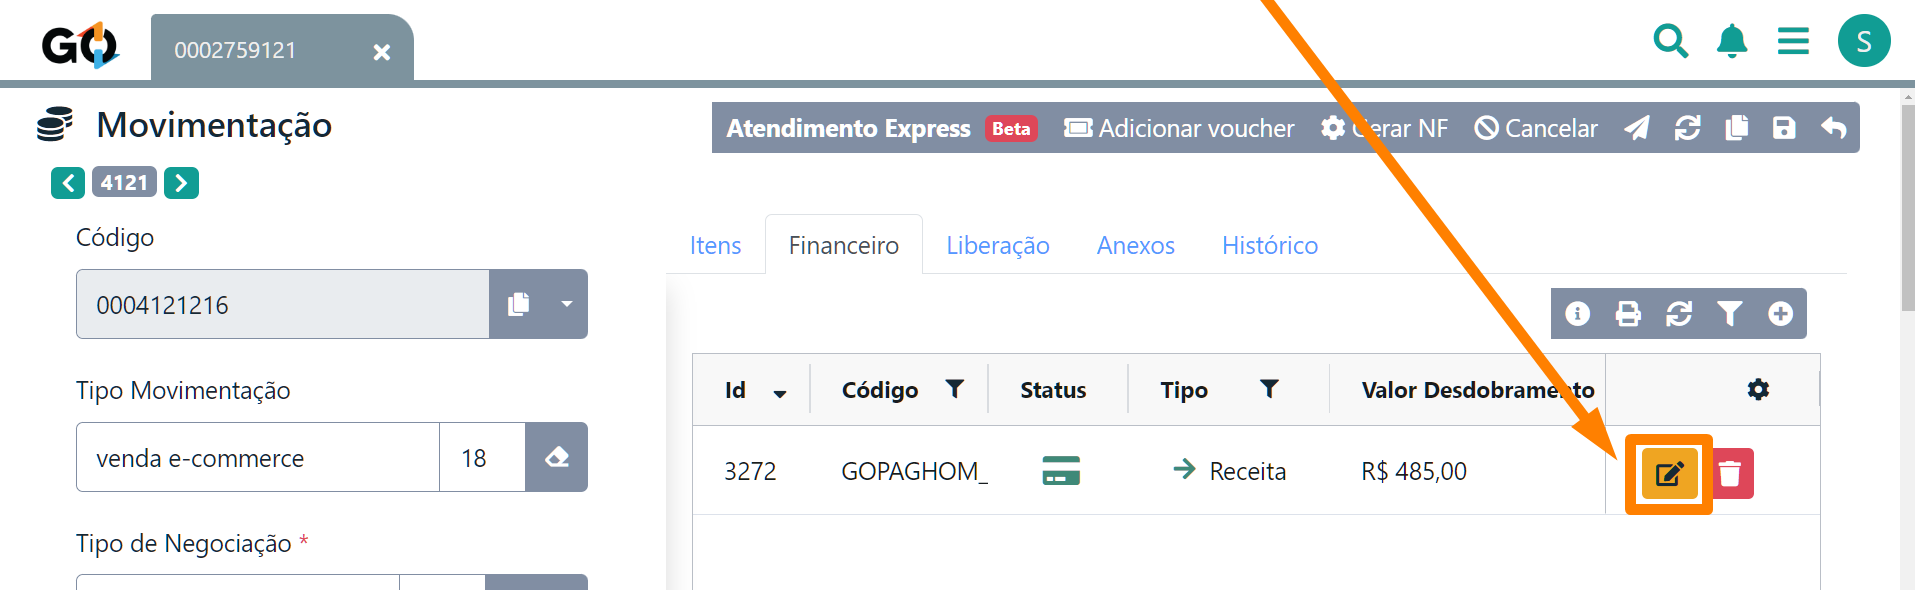 GO
0002759121
S
Movimentação
Atendimento Express Beta Adicionar voucher Gerar NF Cancelar
4121
Itens Financeiro Liberação Anexos Histórico
Código
0004121216
Tipo Movimentação
venda e-commerce 18
Tipo de Negociação *
Id Código Status Tipo Valor Desdobramento
3272 GOPAGHOM_ Receita R$ 485,00